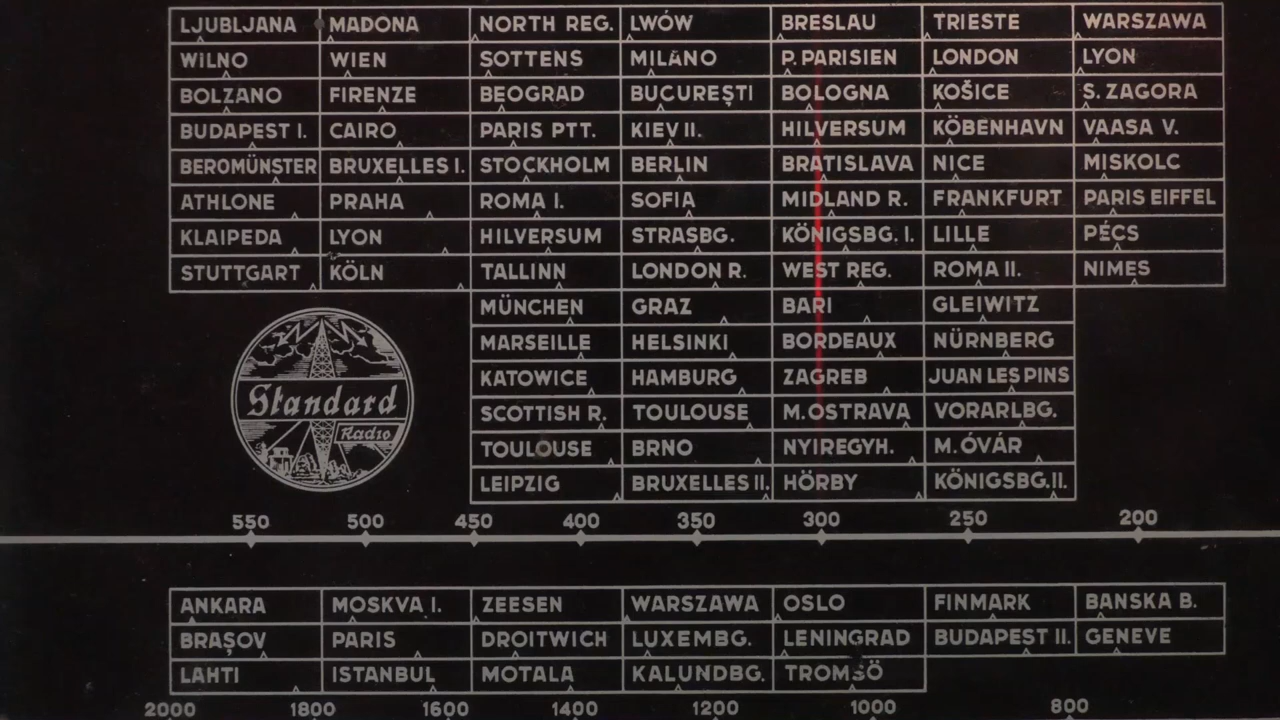 LJUBLJANA MADONA NORTH REG. LWÓW BRESLAU TRIESTE WARSZAWA
WILNO WIEN SOTTENS MILANO P. PARISIEN LONDON LYON
BOLZANO FIRENZE BEOGRAD BUCUREȘTI BOLOGNA KOŠICE S. ZAGORA
BUDAPEST I. CAIRO PARIS PTT. KIEV II. HILVERSUM KÖBENHAVN VAASA V.
BEROMÜNSTER BRUXELLES I. STOCKHOLM BERLIN BRATISLAVA NICE MISKOLC
ATHLONE PRAHA ROMA I. SOFIA MIDLAND R. FRANKFURT PARIS EIFFEL
KLAIPEDA LYON HILVERSUM STRASBG. KÖNIGSBG. I. LILLE PÉCS
STUTTGART KÖLN TALLINN LONDON R. WEST REG. ROMA II. NIMES
MÜNCHEN GRAZ BARI GLEIWITZ
MARSEILLE HELSINKI BORDEAUX NÜRNBERG
KATOWICE HAMBURG ZAGREB JUAN LES PINS
SCOTTISH R. TOULOUSE M. OSTRAVA VORARLBG.
TOULOUSE BRNO NYIREGYH. M. ÓVÁR
LEIPZIG BRUXELLES II. HÖRBY KÖNIGSBG. II.
Standard
Radio
550 500 450 400 350 300 250 200
ANKARA MOSKVA I. ZEESEN WARSZAWA OSLO FINMARK BANSKA B.
BRAȘOV PARIS DROITWICH LUXEMBG. LENINGRAD BUDAPEST II. GENEVE
LAHTI ISTANBUL MOTALA KALUNDBG. TROMSÖ
2000 1800 1600 1400 1200 1000 800